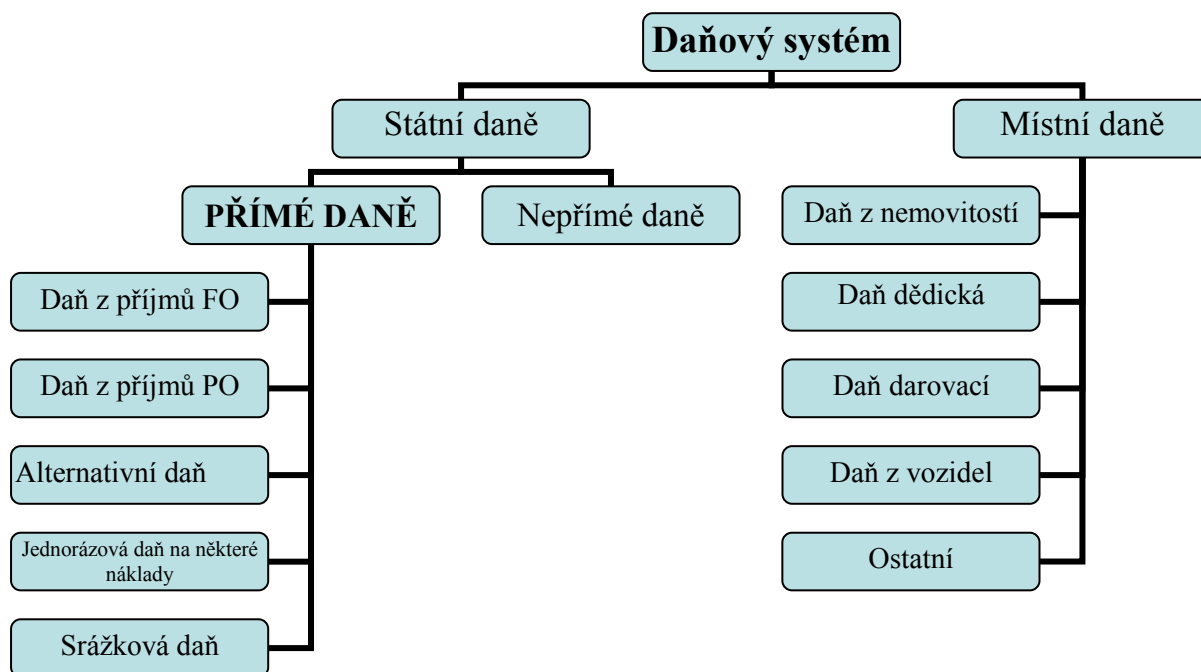 Daňový systém
Státní daně
Místní daně
PŘÍMÉ DANĚ
Nepřímé daně
Daň z příjmů FO
Daň z příjmů PO
Alternativní daň
Jednorázová daň na některé
náklady
Srážková daň
Daň z nemovitostí
Daň dědická
Daň darovací
Daň z vozidel
Ostatní